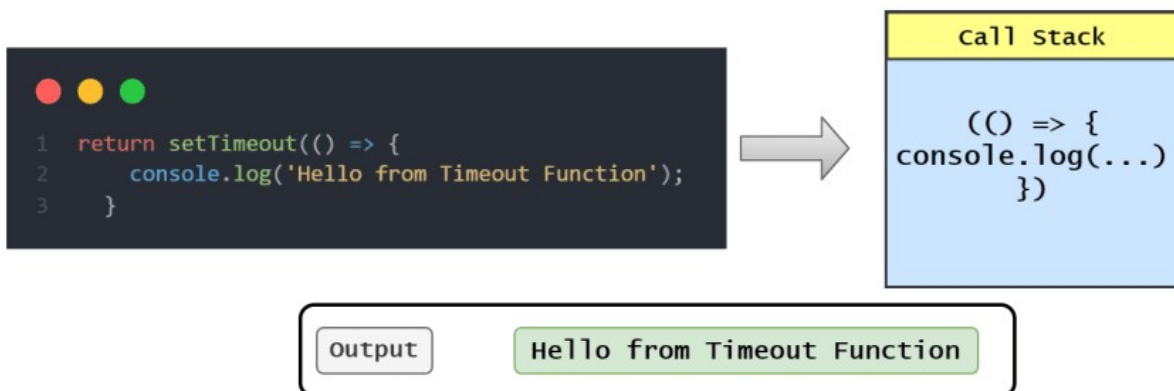 Call Stack
1 return setTimeout(() => {
2 console.log('Hello from Timeout Function');
3 }
(() => {
console.log(...)
})
Output
Hello from Timeout Function